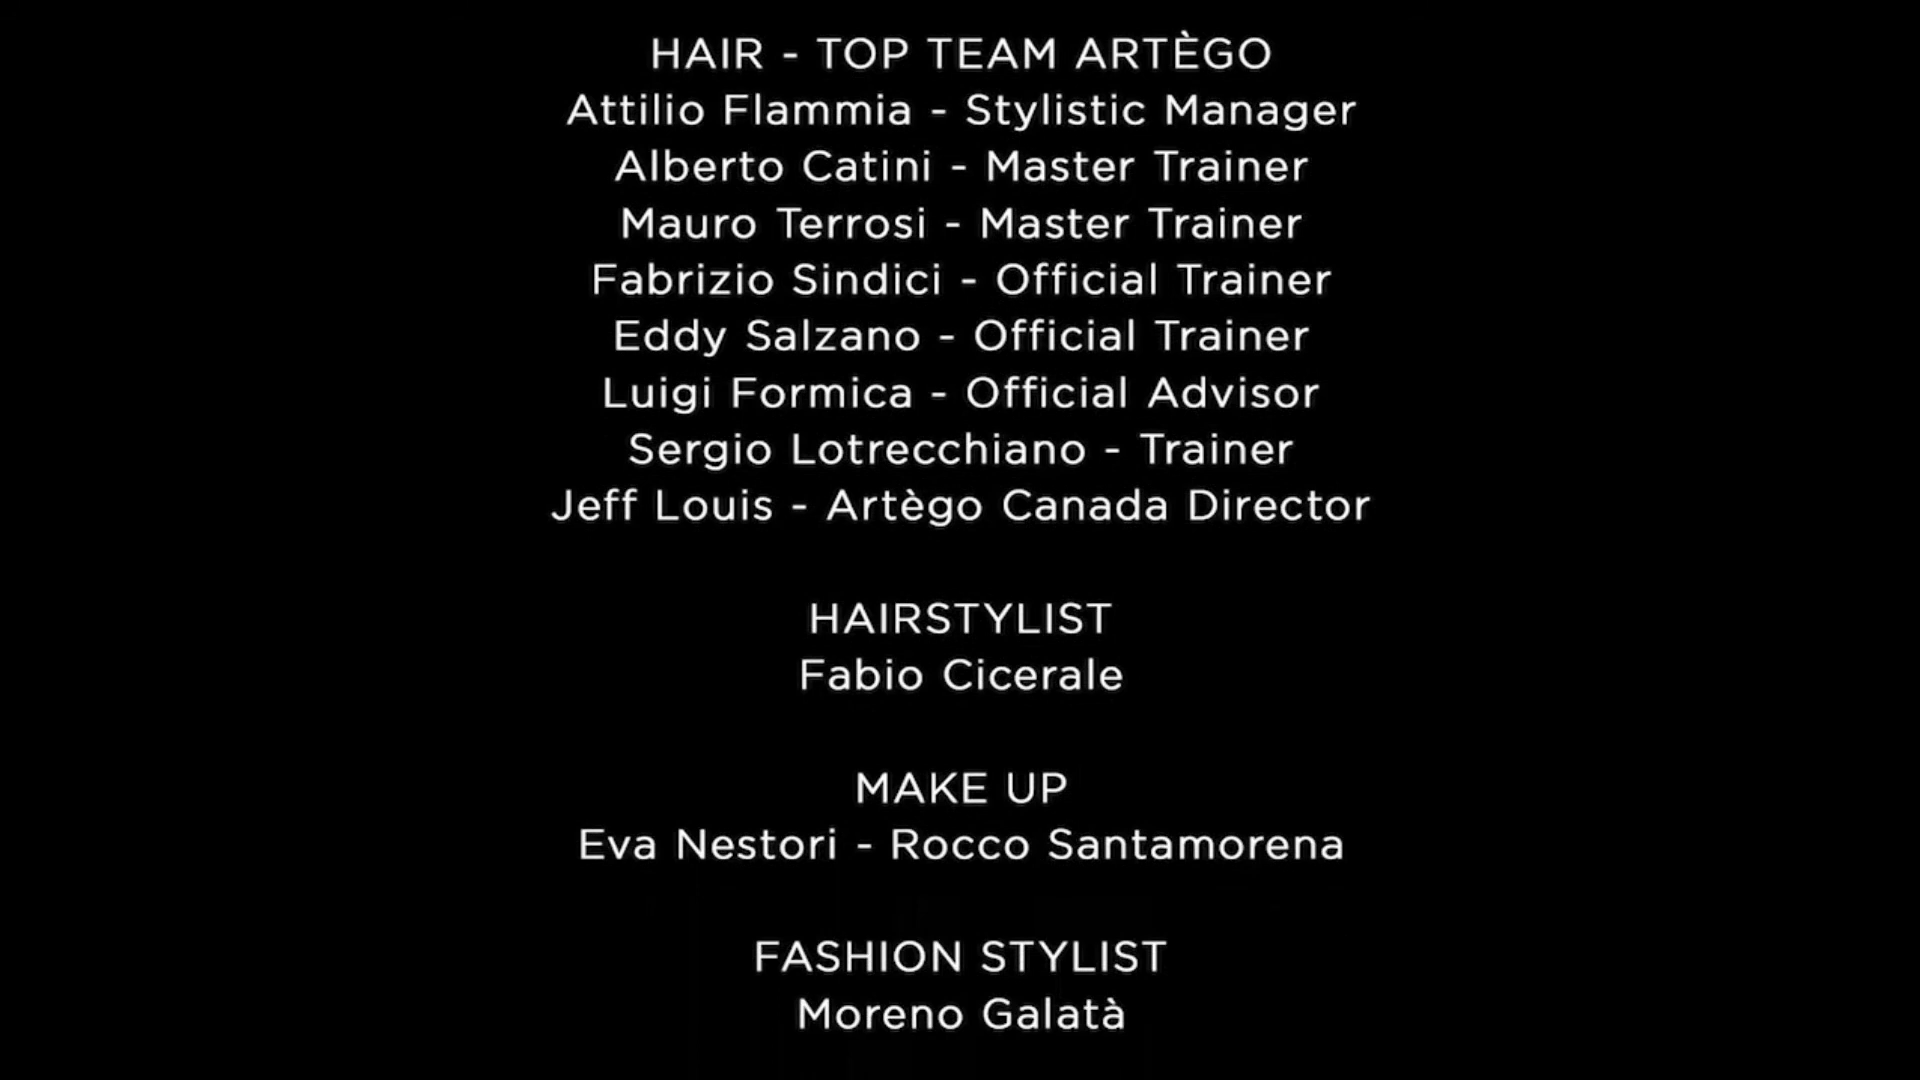 HAIR - TOP TEAM ARTÈGO
Attilio Flammia - Stylistic Manager
Alberto Catini - Master Trainer
Mauro Terrosi - Master Trainer
Fabrizio Sindici - Official Trainer
Eddy Salzano - Official Trainer
Luigi Formica - Official Advisor
Sergio Lotrecchiano - Trainer
Jeff Louis - Artègo Canada Director
HAIRSTYLIST
Fabio Cicerale
MAKE UP
Eva Nestori - Rocco Santamorena
FASHION STYLIST
Moreno Galatà